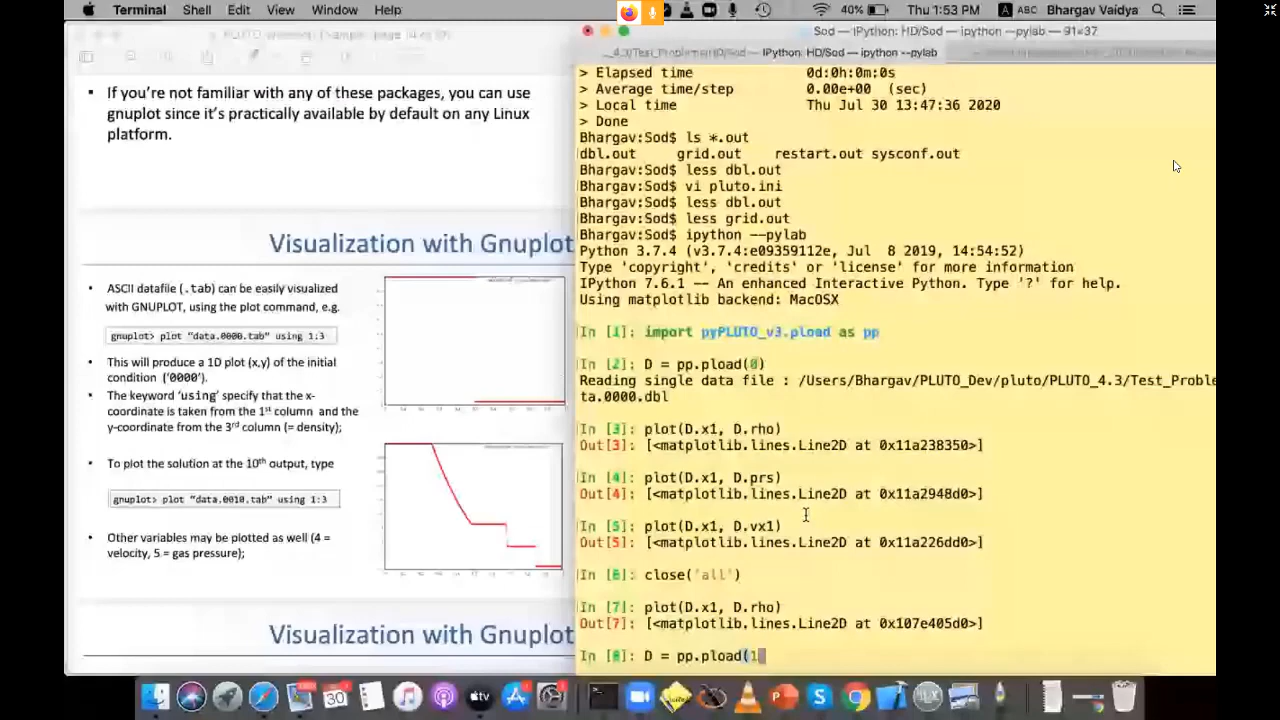 Terminal Shell Edit View Window Help
40% Thu 1:53 PM A ABC Bhargav Vaidya
Sod — IPython: HD/Sod — ipython --pylab — 91×37
_4.3/Test_Problems/HD/Sod — IPython: HD/Sod — ipython --pylab
• If you're not familiar with any of these packages, you can use
gnuplot since it's practically available by default on any Linux
platform.
Visualization with Gnuplot
• ASCII datafile (.tab) can be easily visualized
with GNUPLOT, using the plot command, e.g.
gnuplot> plot "data.0000.tab" using 1:3
• This will produce a 1D plot (x,y) of the initial
condition ('0000').
• The keyword 'using' specify that the x-
coordinate is taken from the 1st column and the
y-coordinate from the 3rd column (= density);
• To plot the solution at the 10th output, type
gnuplot> plot "data.0010.tab" using 1:3
• Other variables may be plotted as well (4 =
velocity, 5 = gas pressure);
Visualization with Gnuplot
> Elapsed time 0d:0h:0m:0s
> Average time/step 0.00e+00 (sec)
> Local time Thu Jul 30 13:47:36 2020
> Done
Bhargav:Sod$ ls *.out
dbl.out grid.out restart.out sysconf.out
Bhargav:Sod$ less dbl.out
Bhargav:Sod$ vi pluto.ini
Bhargav:Sod$ less dbl.out
Bhargav:Sod$ less grid.out
Bhargav:Sod$ ipython --pylab
Python 3.7.4 (v3.7.4:e09359112e, Jul 8 2019, 14:54:52)
Type 'copyright', 'credits' or 'license' for more information
IPython 7.6.1 -- An enhanced Interactive Python. Type '?' for help.
Using matplotlib backend: MacOSX
In [1]: import pyPLUTO_v3.pload as pp
In [2]: D = pp.pload(0)
Reading single data file : /Users/Bhargav/PLUTO_Dev/pluto/PLUTO_4.3/Test_Proble
ta.0000.dbl
In [3]: plot(D.x1, D.rho)
Out[3]: [<matplotlib.lines.Line2D at 0x11a238350>]
In [4]: plot(D.x1, D.prs)
Out[4]: [<matplotlib.lines.Line2D at 0x11a2948d0>]
In [5]: plot(D.x1, D.vx1)
Out[5]: [<matplotlib.lines.Line2D at 0x11a226dd0>]
In [6]: close('all')
In [7]: plot(D.x1, D.rho)
Out[7]: [<matplotlib.lines.Line2D at 0x107e405d0>]
In [8]: D = pp.pload(1